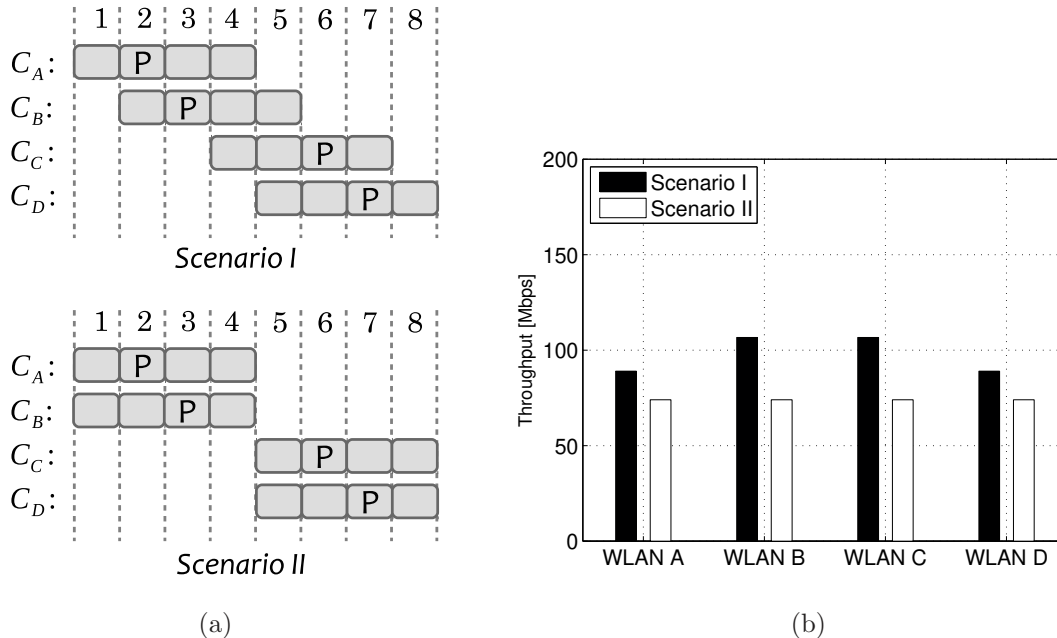 1 2 3 4 5 6 7 8
C_A:
P
C_B:
P
C_C:
P
C_D:
P
Scenario I
1 2 3 4 5 6 7 8
C_A:
P
C_B:
P
C_C:
P
C_D:
P
Scenario II
(a)
200
150
100
50
0
Throughput [Mbps]
Scenario I
Scenario II
WLAN A WLAN B WLAN C WLAN D
(b)